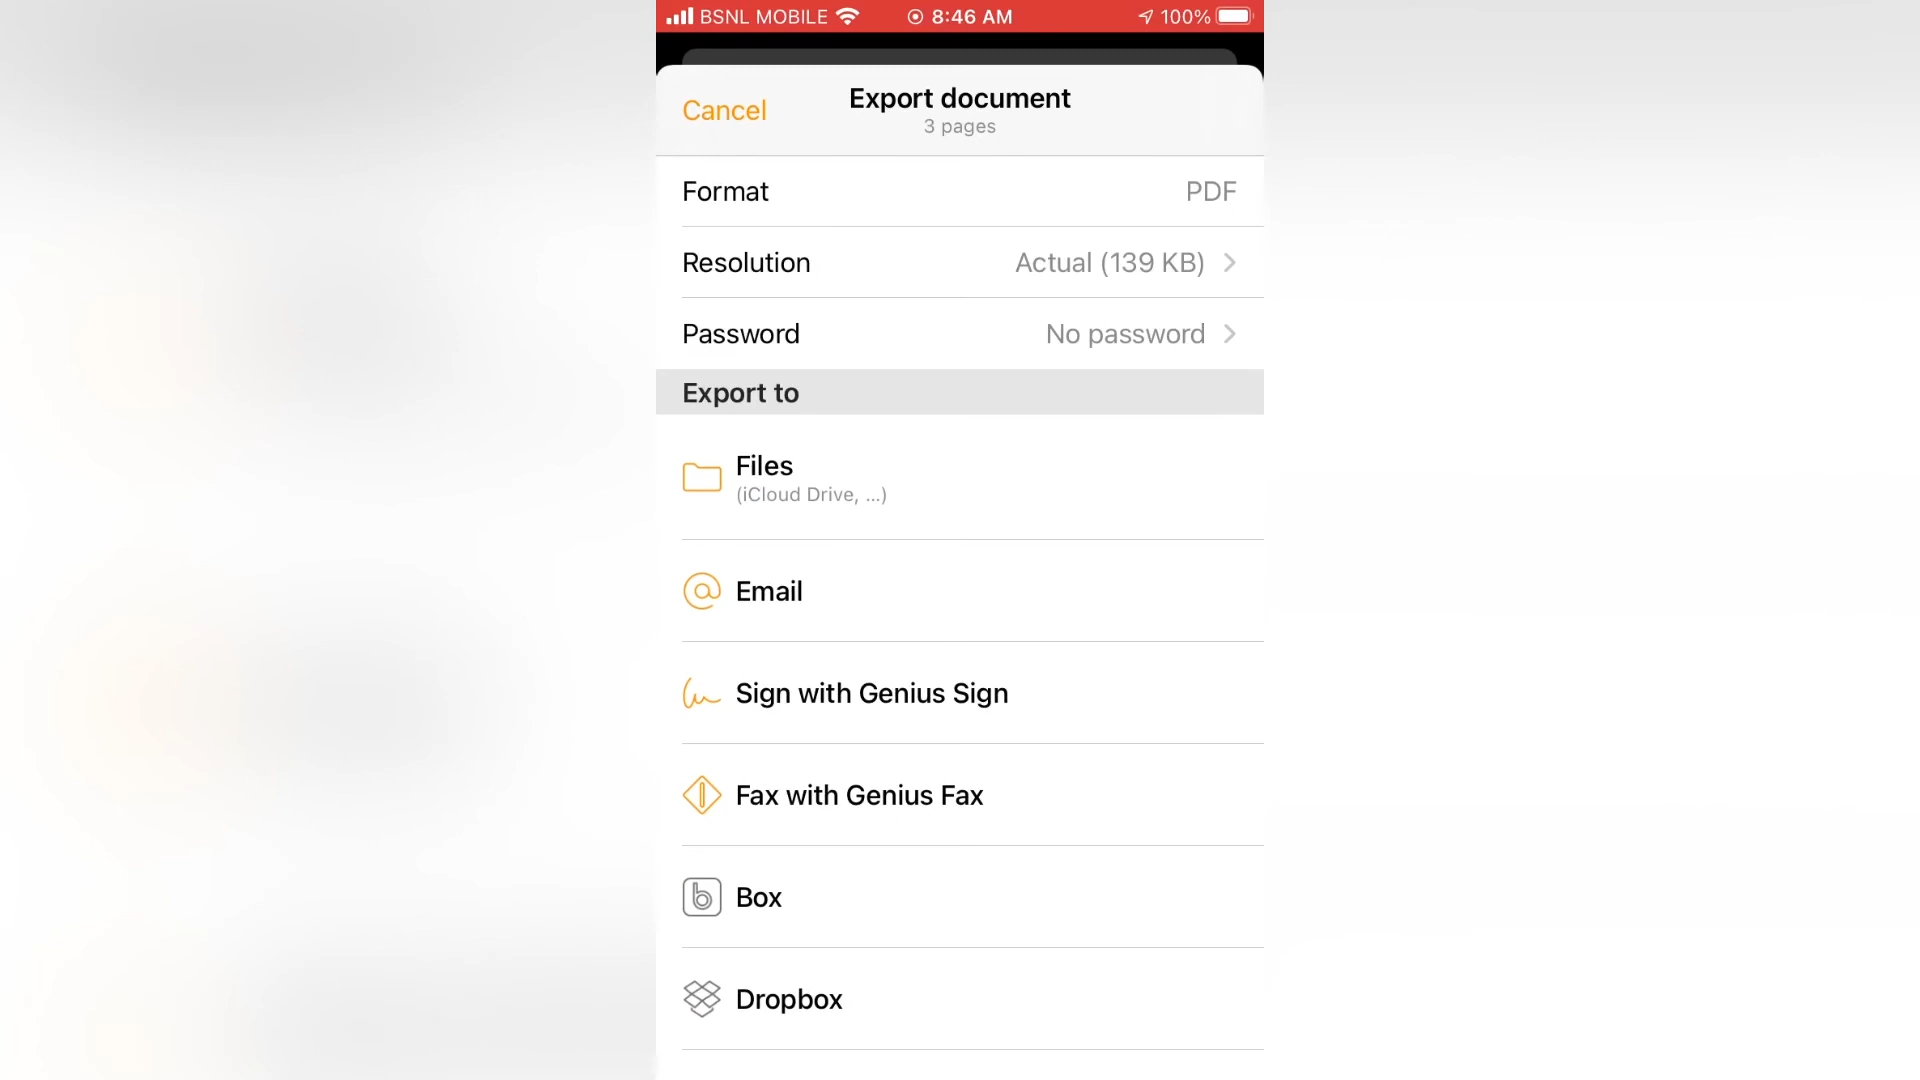 BSNL MOBILE 8:46 AM 100%
Cancel
Export document
3 pages
Format PDF
Resolution Actual (139 KB)
Password No password
Export to
Files
(iCloud Drive, ...)
Email
Sign with Genius Sign
Fax with Genius Fax
Box
Dropbox